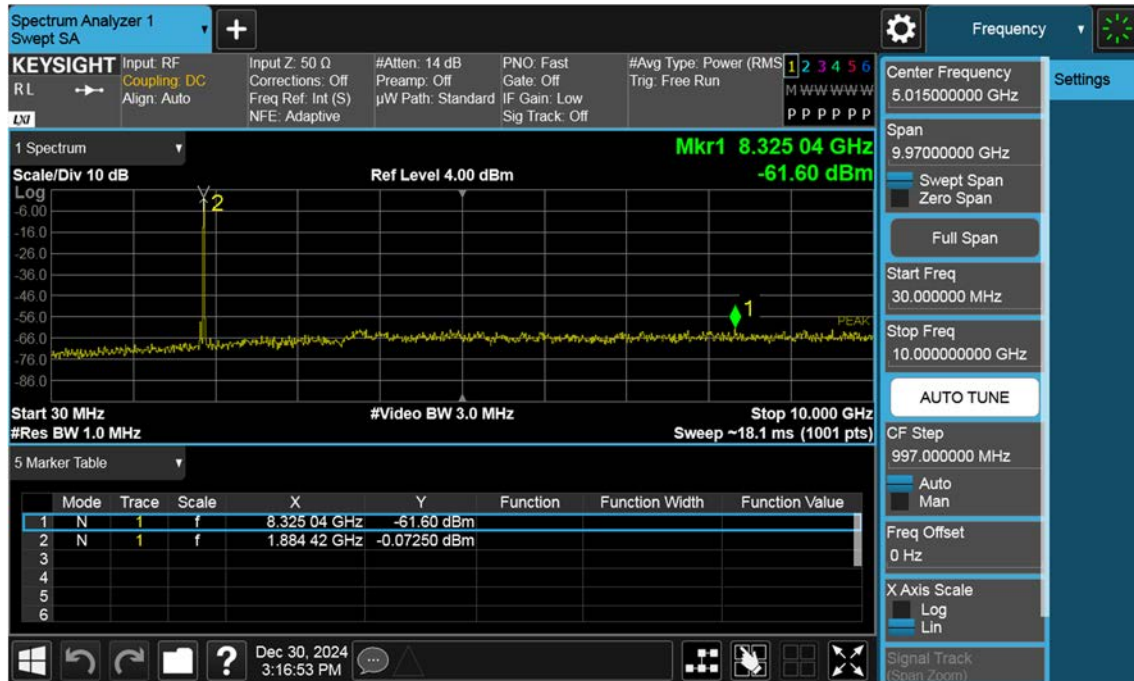 Spectrum Analyzer 1
Swept SA
Frequency
KEYSIGHT
RL
LXI
Input: RF
Coupling: DC
Align: Auto
Input Z: 50 Ω
Corrections: Off
Freq Ref: Int (S)
NFE: Adaptive
#Atten: 14 dB
Preamp: Off
µW Path: Standard
PNO: Fast
Gate: Off
IF Gain: Low
Sig Track: Off
#Avg Type: Power (RMS
Trig: Free Run
1 2 3 4 5 6
M W W W W W
P P P P P P
1 Spectrum
Mkr1 8.325 04 GHz
-61.60 dBm
Scale/Div 10 dB
Ref Level 4.00 dBm
Log
-6.00
-16.0
-26.0
-36.0
-46.0
-56.0
-66.0
-76.0
-86.0
2
1
PEAK
Start 30 MHz
#Video BW 3.0 MHz
Stop 10.000 GHz
#Res BW 1.0 MHz
Sweep ~18.1 ms (1001 pts)
5 Marker Table
Mode Trace Scale X Y Function Function Width Function Value
1 N 1 f 8.325 04 GHz -61.60 dBm
2 N 1 f 1.884 42 GHz -0.07250 dBm
3
4
5
6
Dec 30, 2024
3:16:53 PM
Center Frequency
5.015000000 GHz
Span
9.97000000 GHz
Swept Span
Zero Span
Full Span
Start Freq
30.000000 MHz
Stop Freq
10.000000000 GHz
AUTO TUNE
CF Step
997.000000 MHz
Auto
Man
Freq Offset
0 Hz
X Axis Scale
Log
Lin
Signal Track
(Span Zoom)
Settings